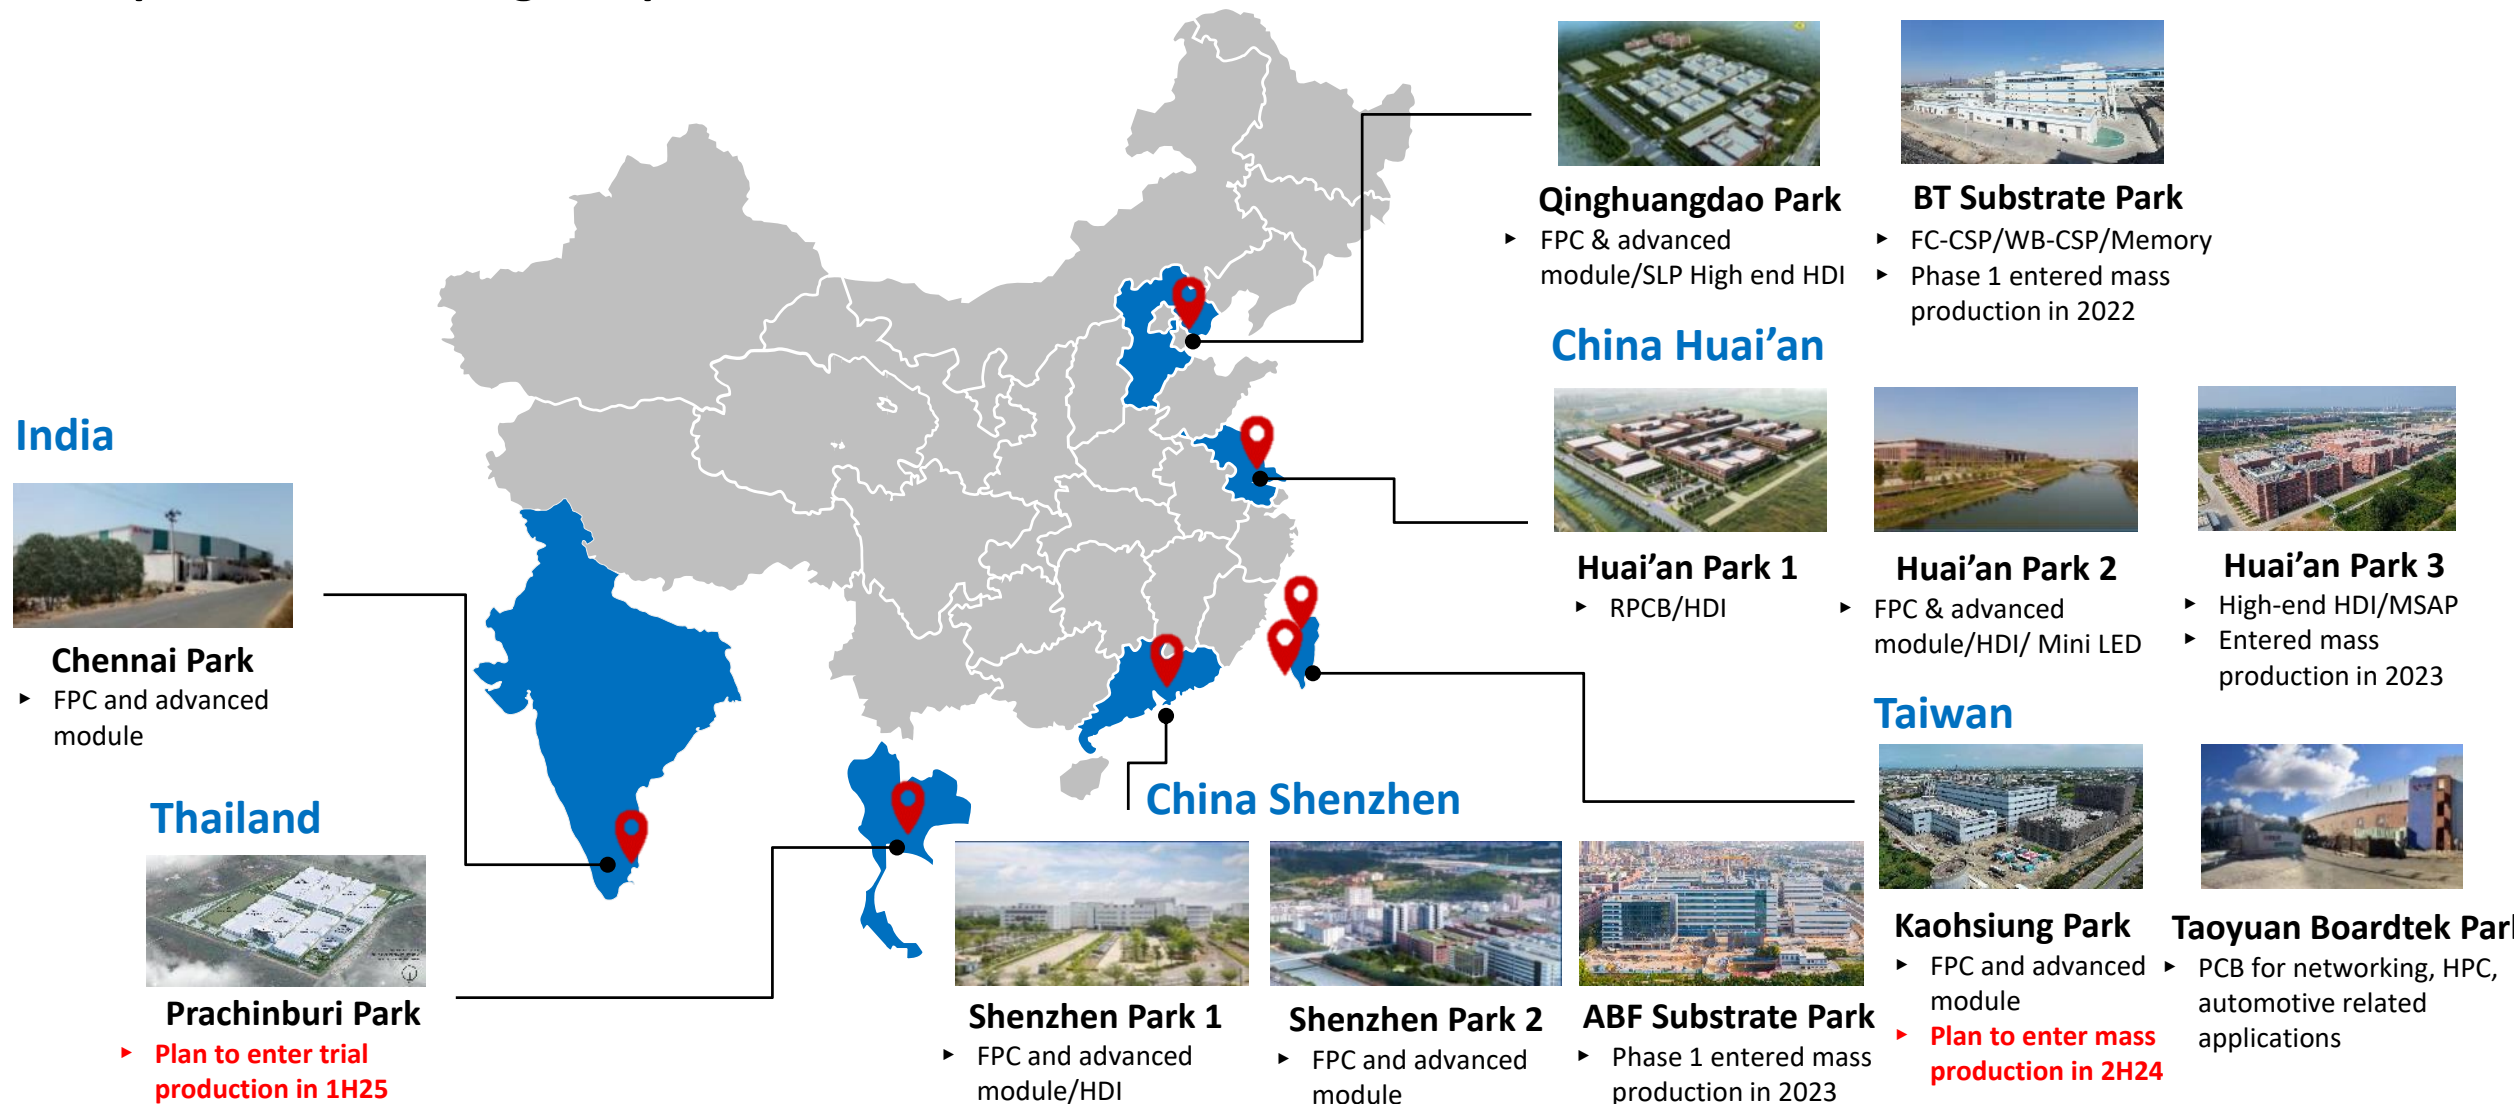 Qinghuangdao Park
▸ FPC & advanced
module/SLP High end HDI
BT Substrate Park
▸ FC-CSP/WB-CSP/Memory
▸ Phase 1 entered mass
production in 2022
China Huai’an
Huai’an Park 1
▸ RPCB/HDI
Huai’an Park 2
▸ FPC & advanced
module/HDI/ Mini LED
Huai’an Park 3
▸ High-end HDI/MSAP
▸ Entered mass
production in 2023
India
Chennai Park
▸ FPC and advanced
module
Thailand
Prachinburi Park
▸ Plan to enter trial
production in 1H25
China Shenzhen
Shenzhen Park 1
▸ FPC and advanced
module/HDI
Shenzhen Park 2
▸ FPC and advanced
module
ABF Substrate Park
▸ Phase 1 entered mass
production in 2023
Taiwan
Kaohsiung Park
▸ FPC and advanced
module
▸ Plan to enter mass
production in 2H24
Taoyuan Boardtek Park
▸ PCB for networking, HPC,
automotive related
applications